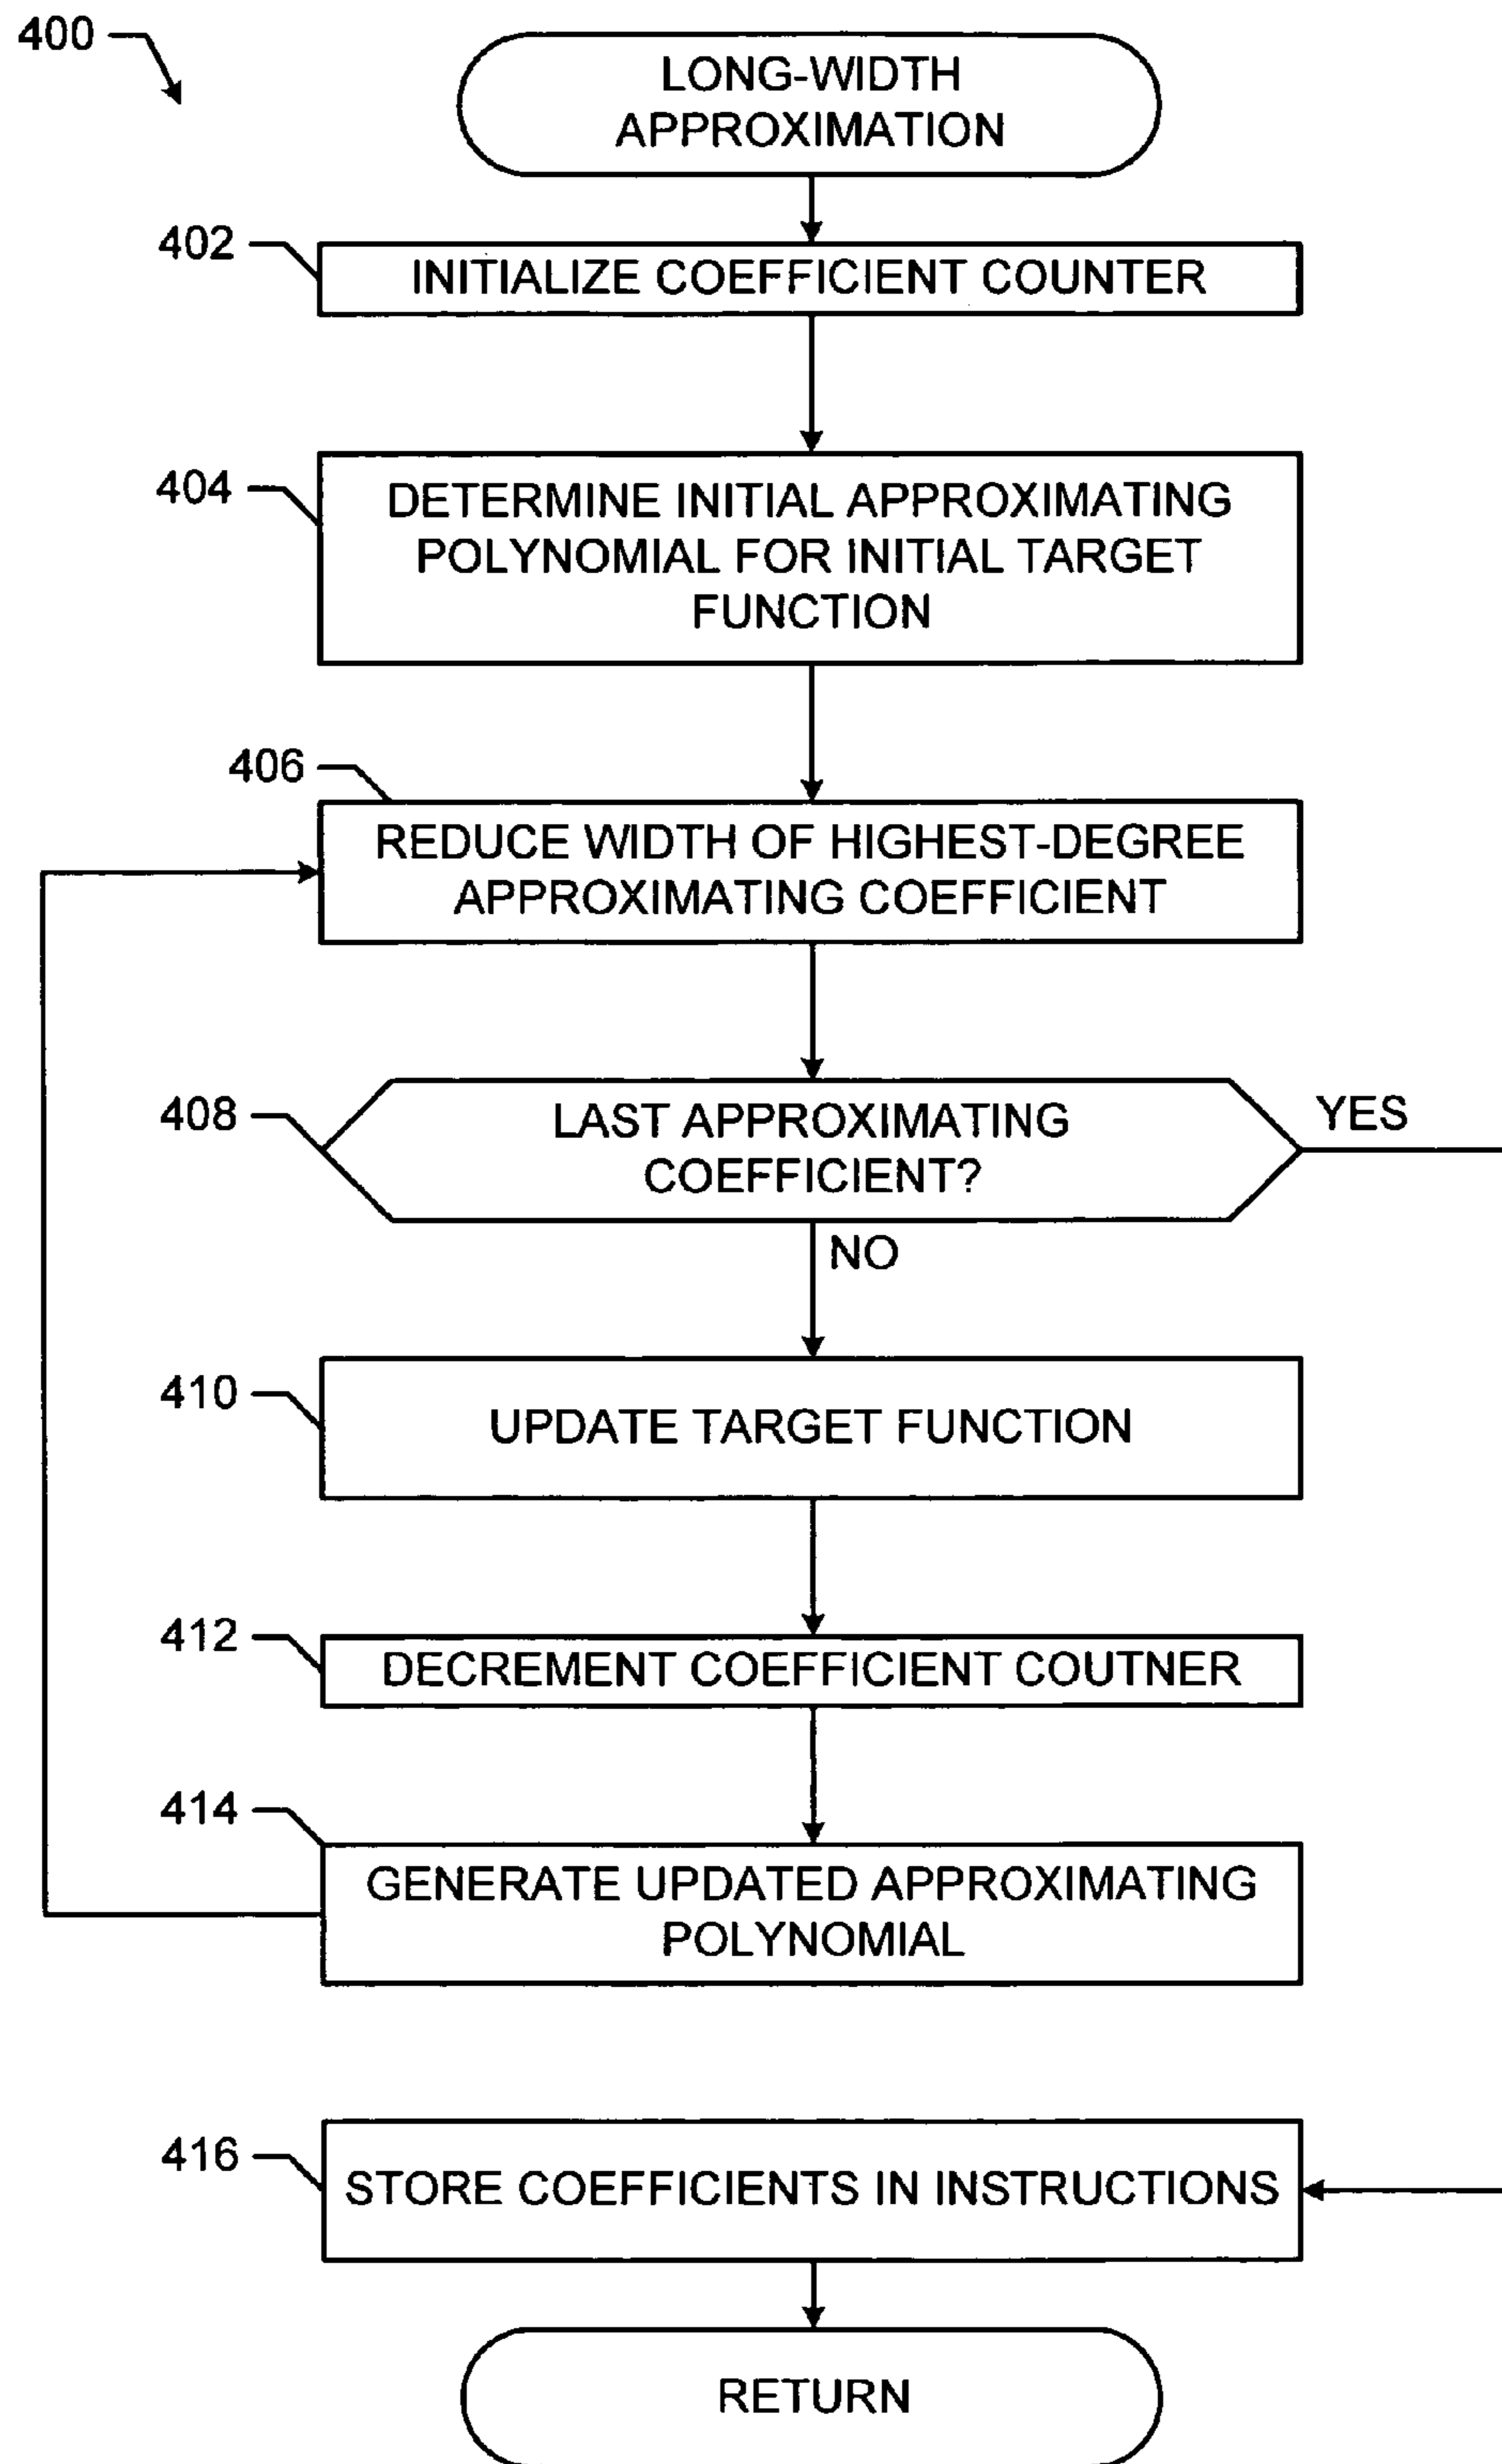 400
LONG-WIDTH
APPROXIMATION
402
INITIALIZE COEFFICIENT COUNTER
404
DETERMINE INITIAL APPROXIMATING
POLYNOMIAL FOR INITIAL TARGET
FUNCTION
406
REDUCE WIDTH OF HIGHEST-DEGREE
APPROXIMATING COEFFICIENT
408
LAST APPROXIMATING
COEFFICIENT?
YES
NO
410
UPDATE TARGET FUNCTION
412
DECREMENT COEFFICIENT COUTNER
414
GENERATE UPDATED APPROXIMATING
POLYNOMIAL
416
STORE COEFFICIENTS IN INSTRUCTIONS
RETURN